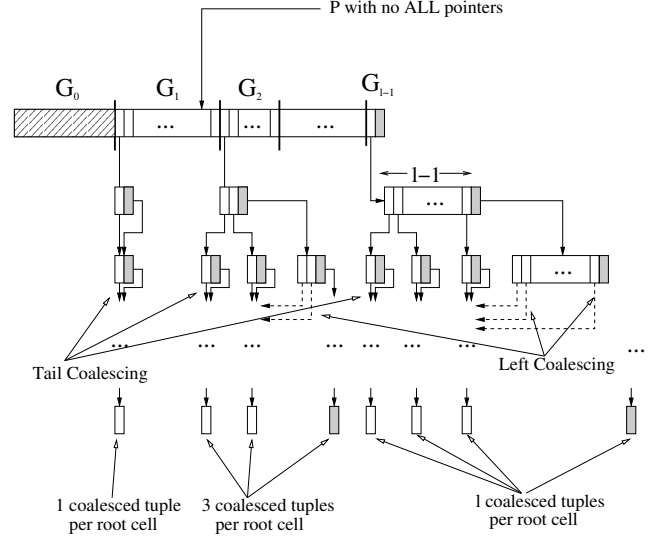 P with no ALL pointers
G₀ G₁ G₂ Gₗ₋₁
... ... ...
l−1
...
...
... ... ... ... ... ... ...
Tail Coalescing Left Coalescing
1 coalesced tuple 3 coalesced tuples l coalesced tuples
per root cell per root cell per root cell